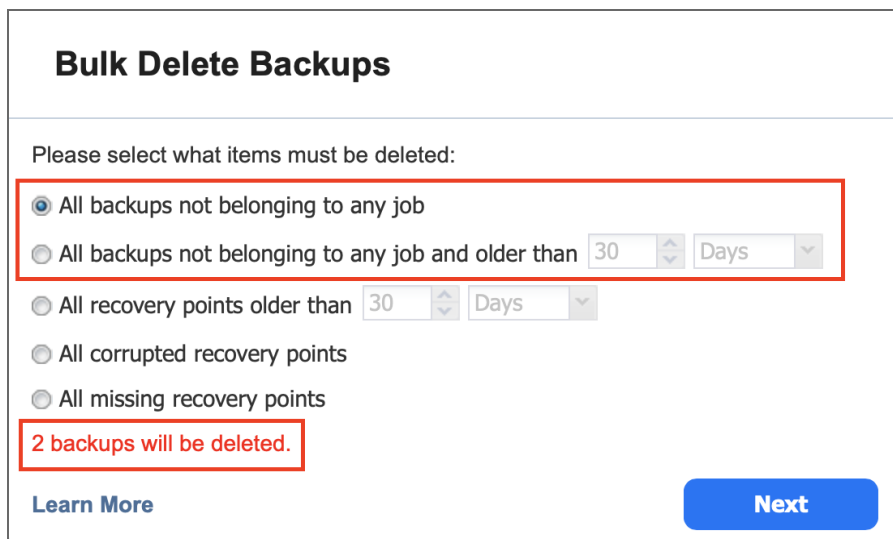 Bulk Delete Backups
Please select what items must be deleted:
All backups not belonging to any job
All backups not belonging to any job and older than 30 Days
All recovery points older than 30 Days
All corrupted recovery points
All missing recovery points
2 backups will be deleted.
Learn More Next